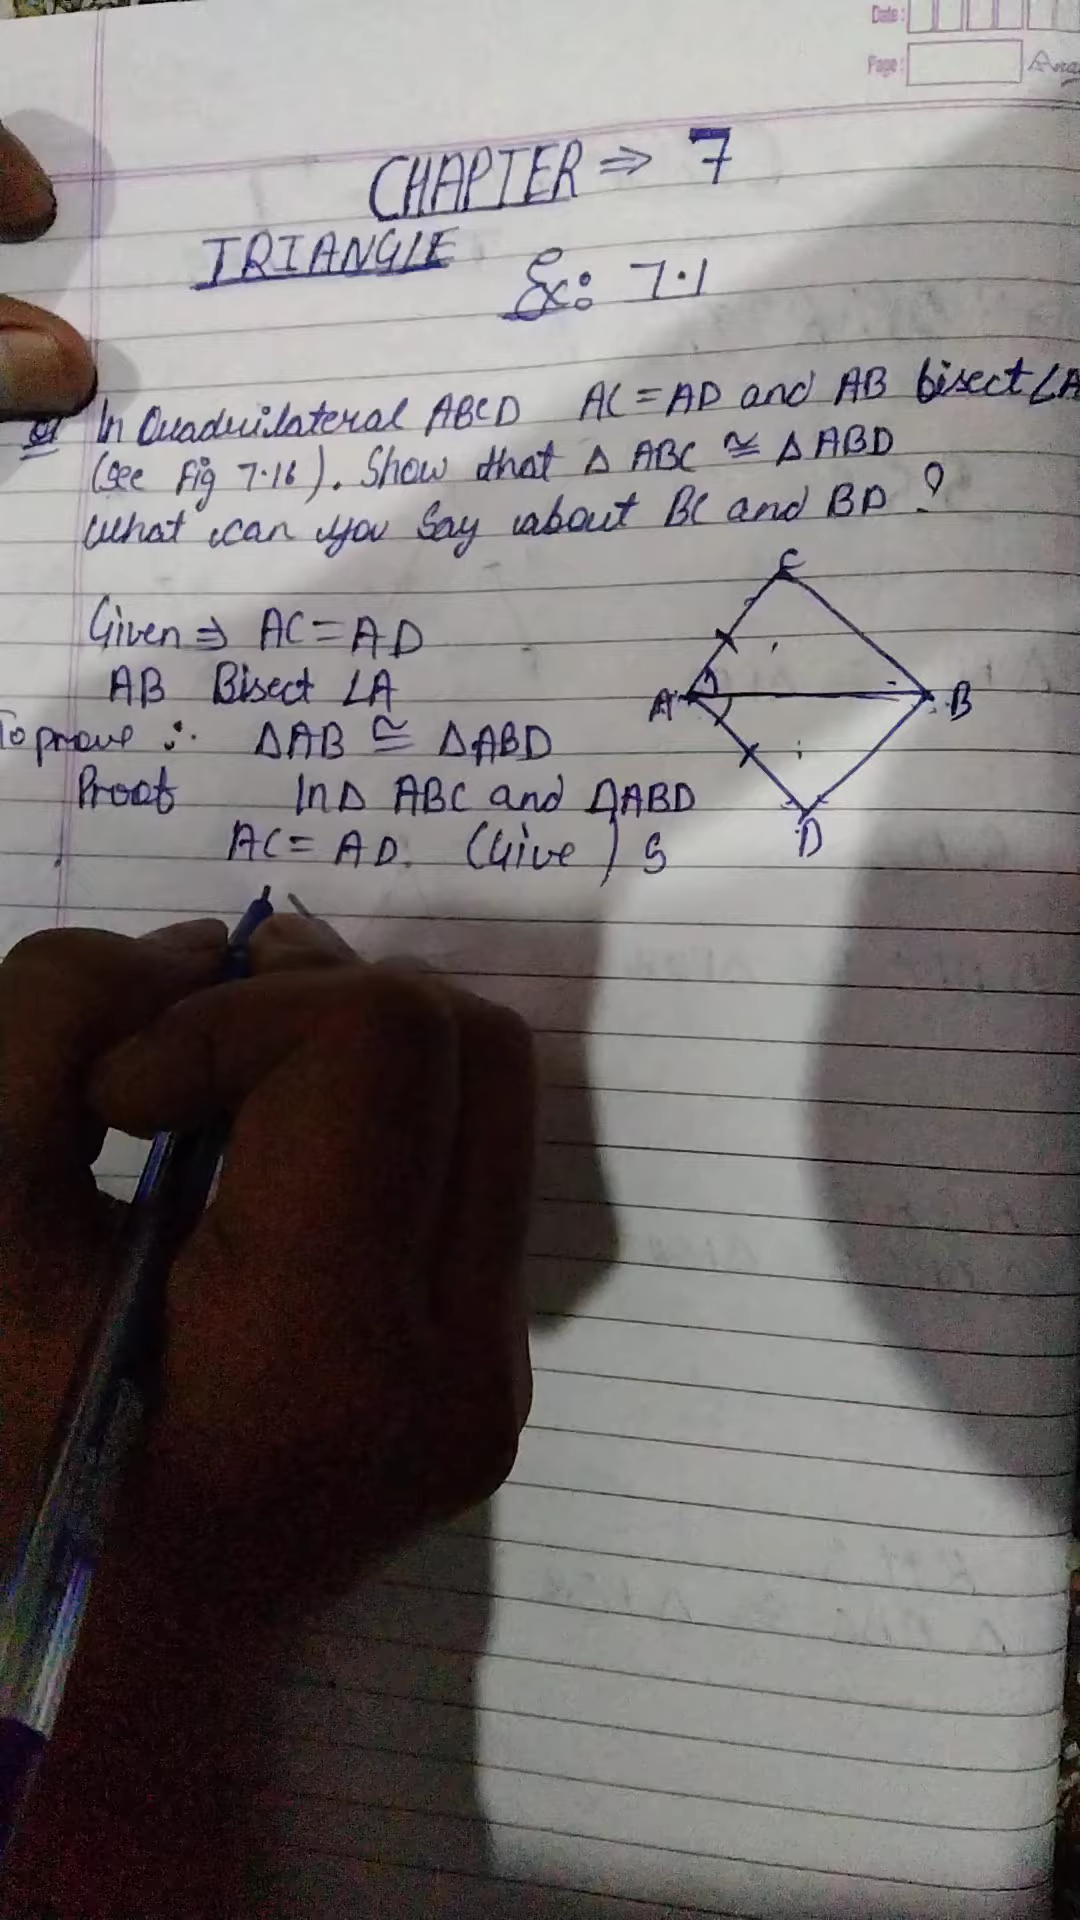 Date:
Page:
CHAPTER ⇒ 7
TRIANGLE
Ex: 7.1
Q1 In Quadrilateral ABCD AC = AD and AB bisect ∠A
(See Fig 7.16). Show that △ ABC ≅ △ ABD
What can you Say about BC and BD ?
Given ⇒ AC = AD
AB Bisect ∠A
To prove ∴ △AB ≅ △ABD
Proof In △ ABC and △ABD
AC = AD. (Give) S
C
A
B
D